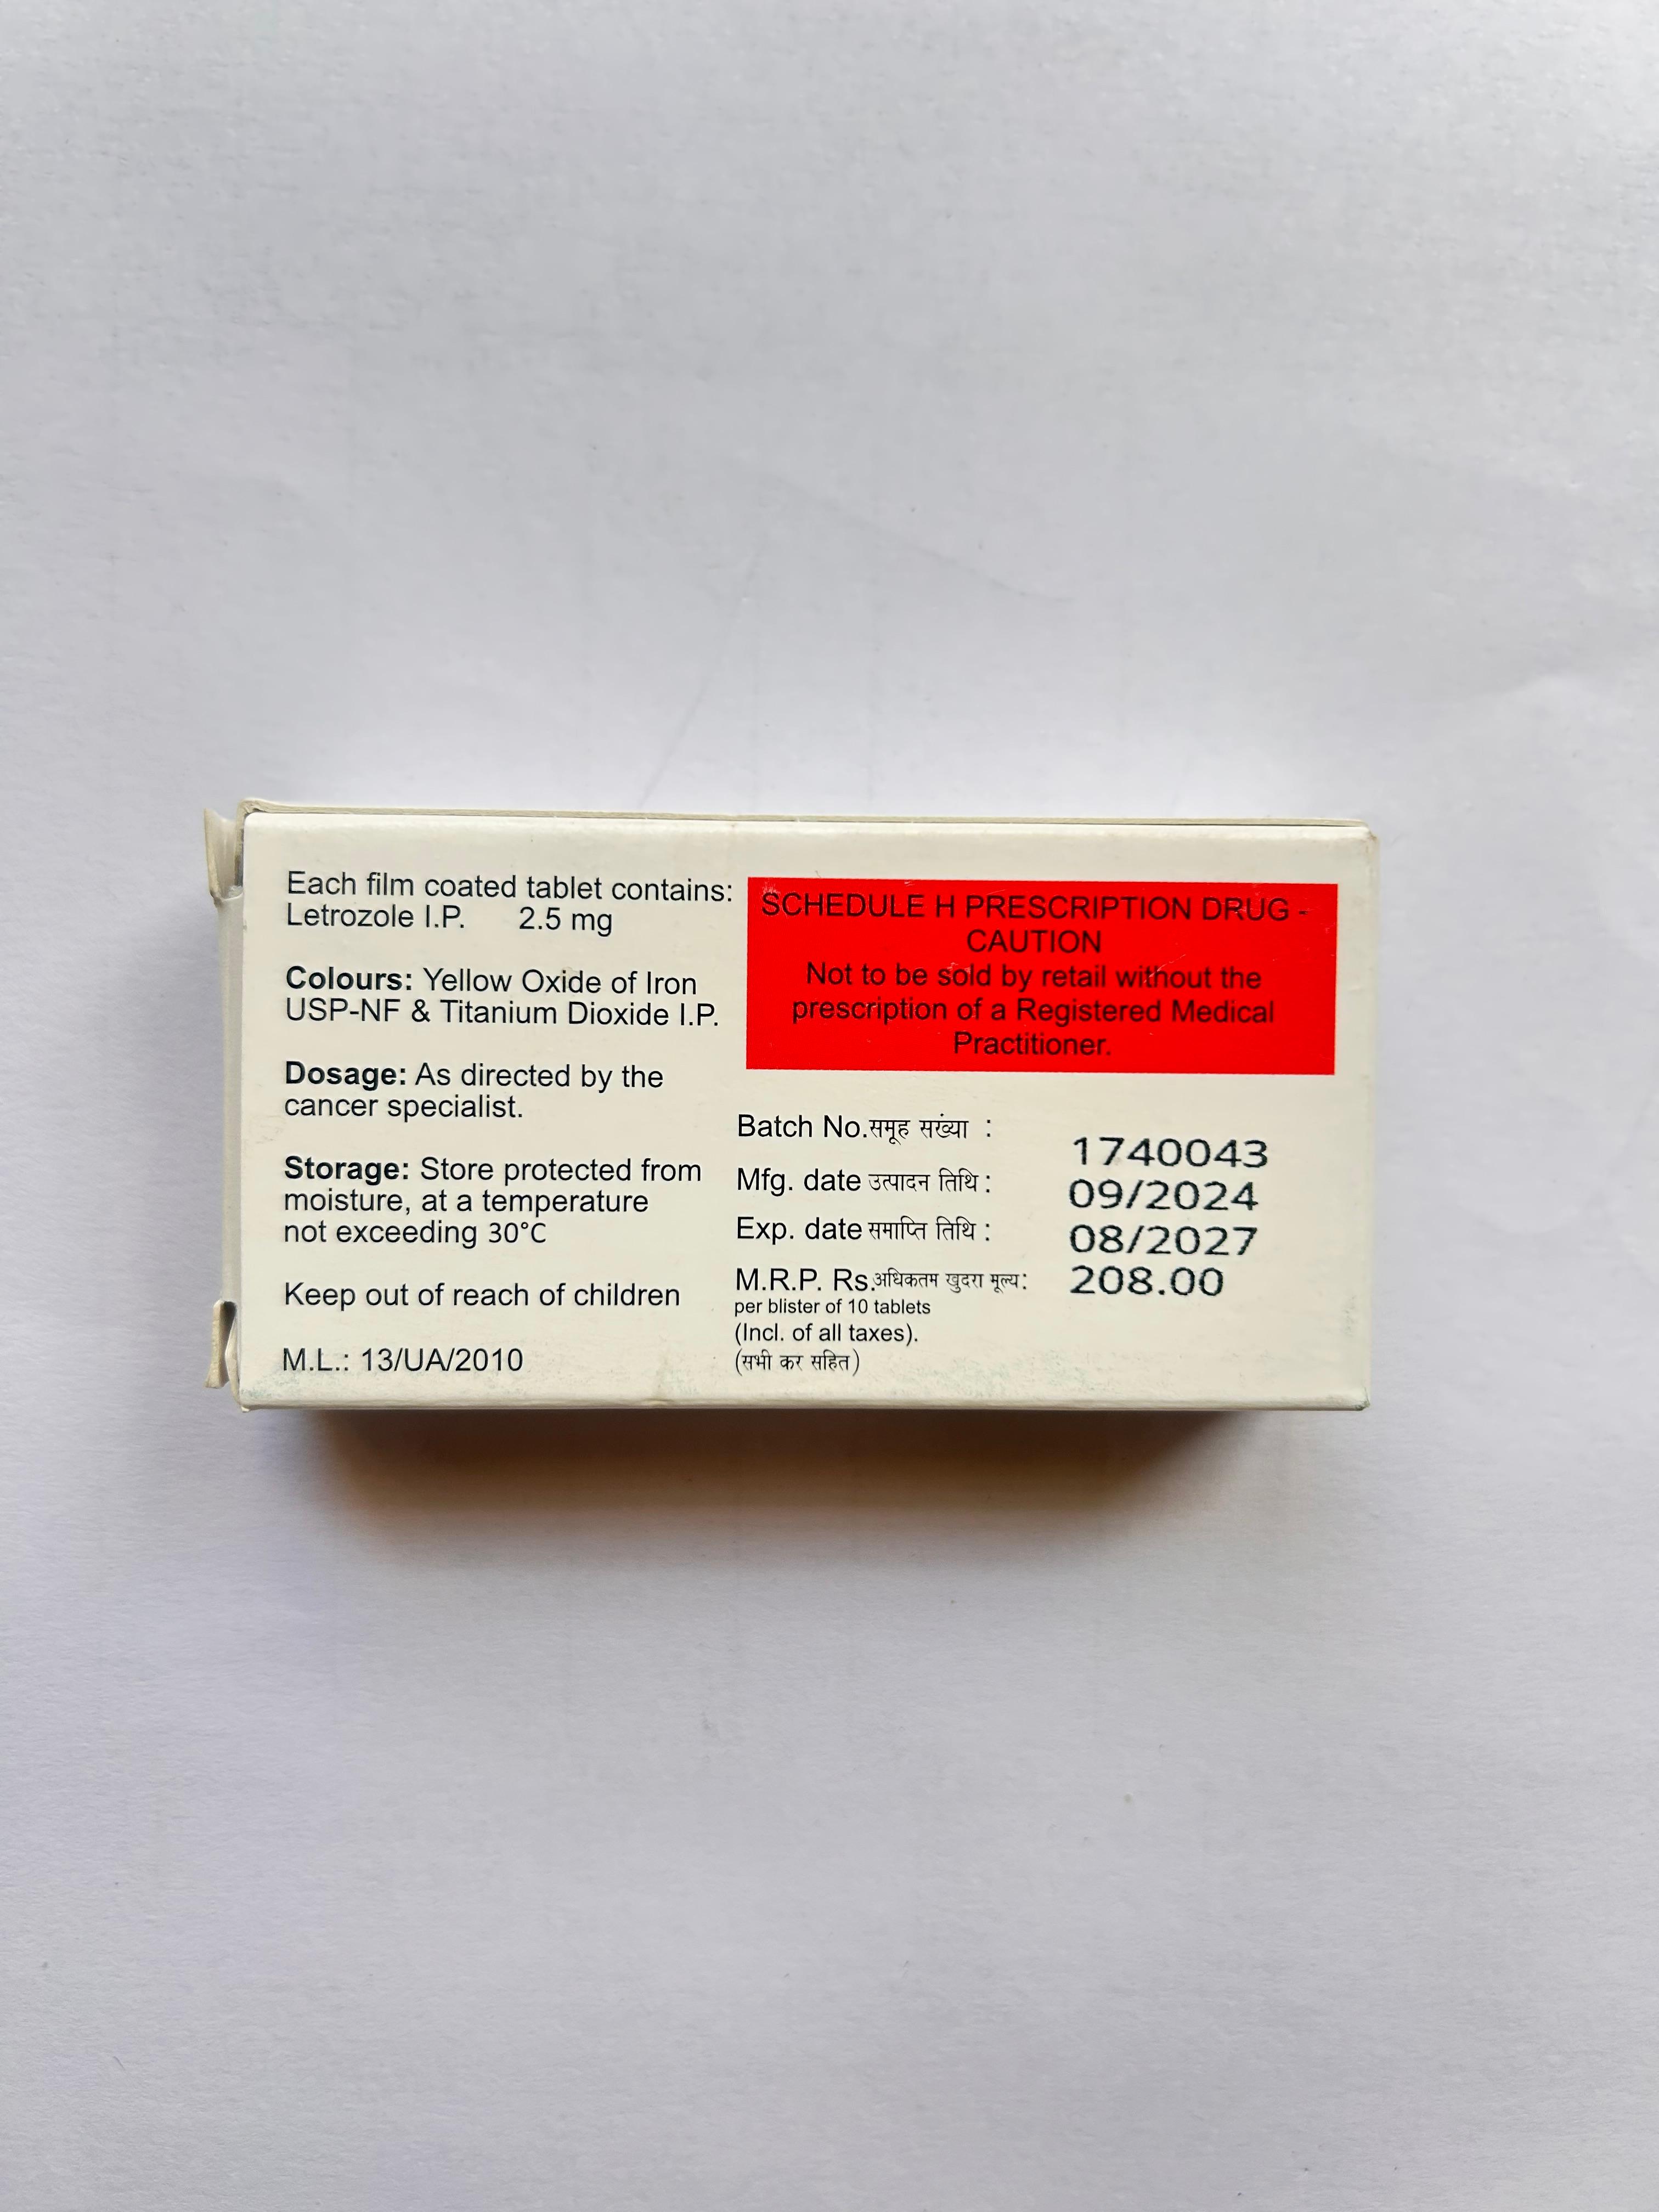 Each film coated tablet contains:
Letrozole I.P. 2.5 mg
Colours: Yellow Oxide of Iron
USP-NF & Titanium Dioxide I.P.
Dosage: As directed by the
cancer specialist.
Storage: Store protected from
moisture, at a temperature
not exceeding 30°C
Keep out of reach of children
M.L.: 13/UA/2010
SCHEDULE H PRESCRIPTION DRUG -
CAUTION
Not to be sold by retail without the
prescription of a Registered Medical
Practitioner.
Batch No.समूह संख्या : 1740043
Mfg. date उत्पादन तिथि : 09/2024
Exp. date समाप्ति तिथि : 08/2027
M.R.P. Rs.अधिकतम खुदरा मूल्य: 208.00
per blister of 10 tablets
(Incl. of all taxes).
(सभी कर सहित)